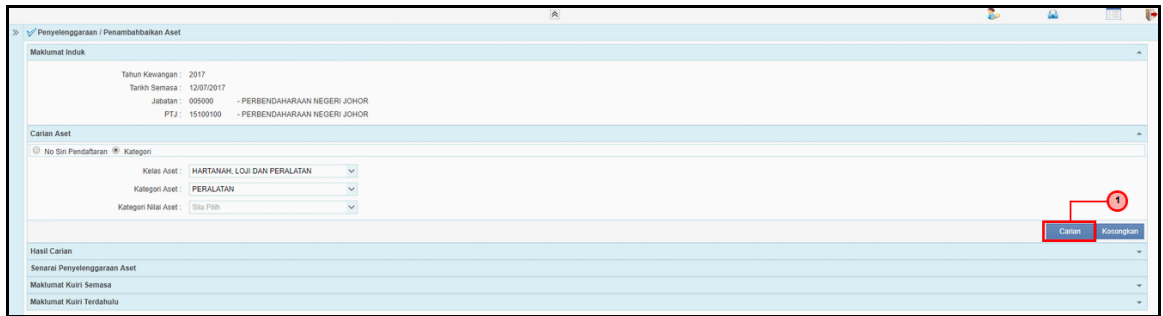 Penyelenggaraan / Penambahbaikan Aset
Maklumat Induk
Tahun Kewangan : 2017
Tarikh Semasa : 12/07/2017
Jabatan : 005000 - PERBENDAHARAAN NEGERI JOHOR
PTJ : 15100100 - PERBENDAHARAAN NEGERI JOHOR
Carian Aset
No Siri Pendaftaran Kategori
Kelas Aset : HARTANAH, LOJI DAN PERALATAN
Kategori Aset : PERALATAN
Kategori Nilai Aset : Sila Pilih
1
Carian Kosongkan
Hasil Carian
Senarai Penyelenggaraan Aset
Maklumat Kuiri Semasa
Maklumat Kuiri Terdahulu